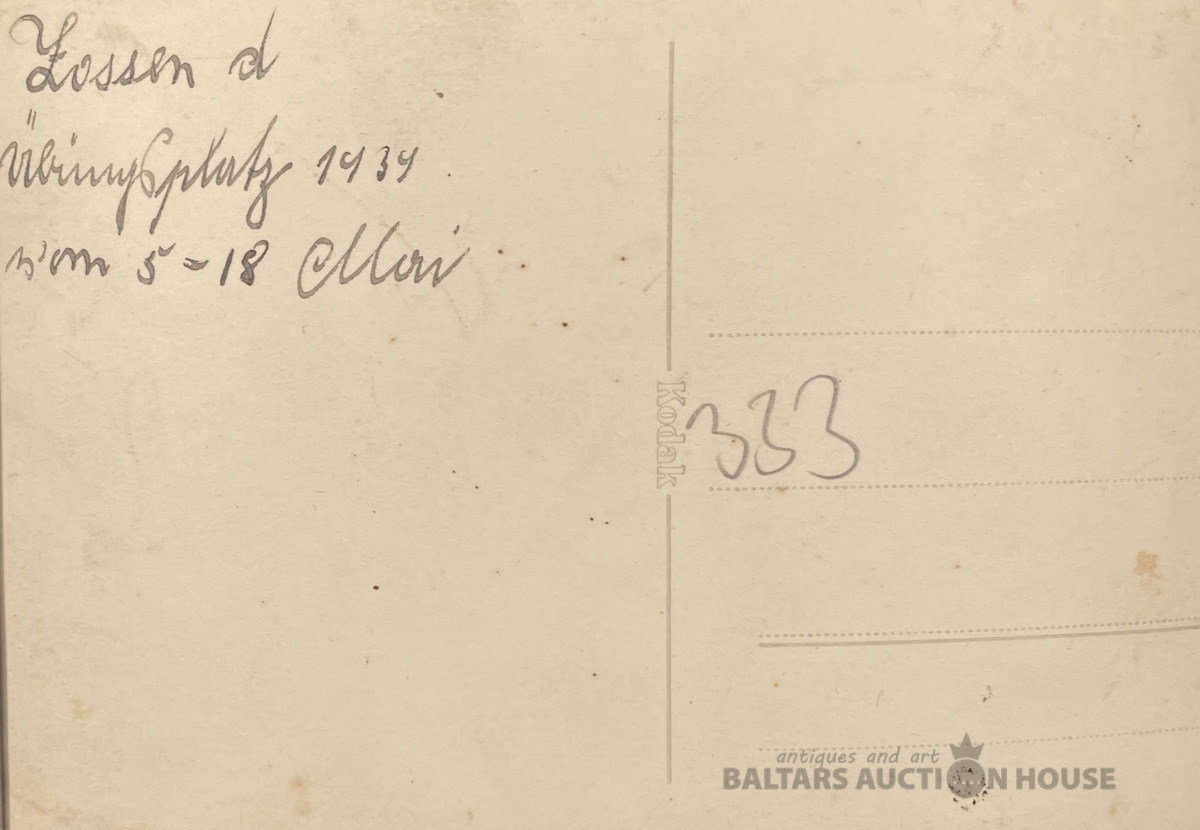 Zossen d
Übungsplatz 1939
vom 5-18 Mai
Kodak
333
antiques and art
BALTARS AUCTION HOUSE